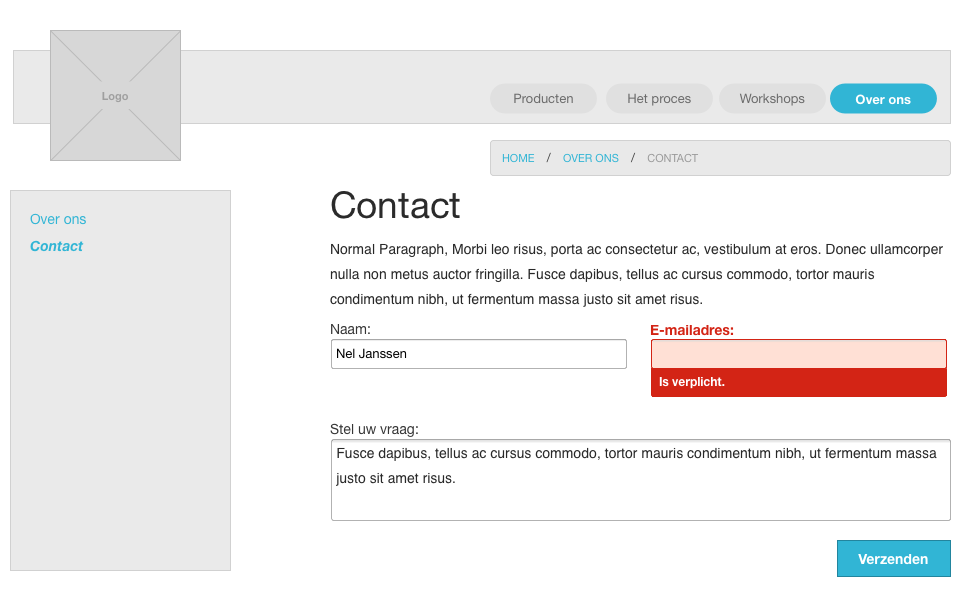 Logo
Producten
Het proces
Workshops
Over ons
HOME / OVER ONS / CONTACT
Over ons
Contact
Contact
Normal Paragraph, Morbi leo risus, porta ac consectetur ac, vestibulum at eros. Donec ullamcorper
nulla non metus auctor fringilla. Fusce dapibus, tellus ac cursus commodo, tortor mauris
condimentum nibh, ut fermentum massa justo sit amet risus.
Naam:
Nel Janssen
E-mailadres:
Is verplicht.
Stel uw vraag:
Fusce dapibus, tellus ac cursus commodo, tortor mauris condimentum nibh, ut fermentum massa
justo sit amet risus.
Verzenden